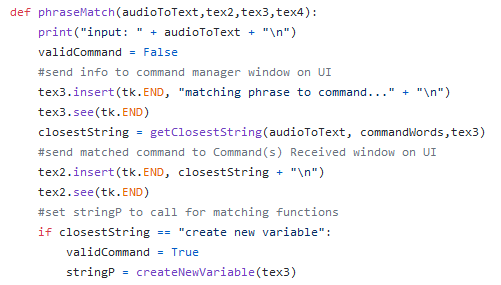 def phraseMatch(audioToText,tex2,tex3,tex4):
    print("input: " + audioToText + "\n")
    validCommand = False
    #send info to command manager window on UI
    tex3.insert(tk.END, "matching phrase to command..." + "\n")
    tex3.see(tk.END)
    closestString = getClosestString(audioToText, commandWords,tex3)
    #send matched command to Command(s) Received window on UI
    tex2.insert(tk.END, closestString + "\n")
    tex2.see(tk.END)
    #set stringP to call for matching functions
    if closestString == "create new variable":
        validCommand = True
        stringP = createNewVariable(tex3)